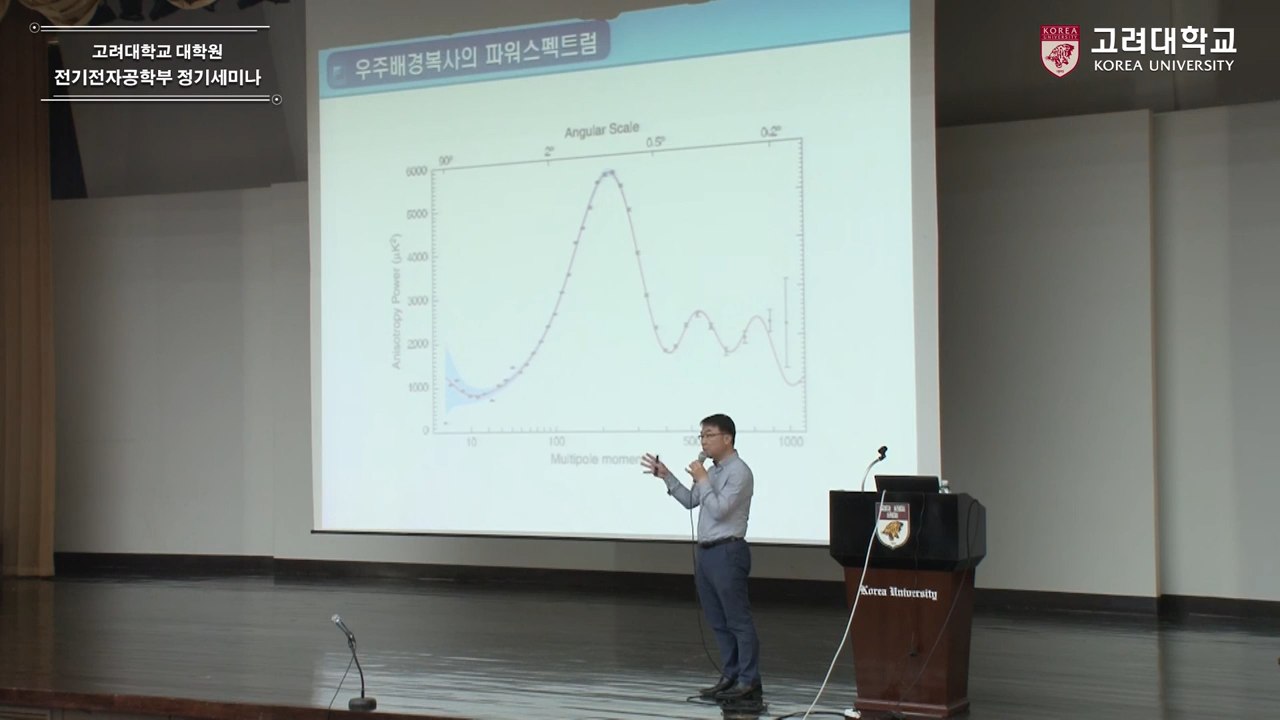 고려대학교 대학원
전기전자공학부 정기세미나
KOREA
UNIVERSITY
고려대학교
KOREA UNIVERSITY
우주배경복사의 파워스펙트럼
Angular Scale
90° 2° 0.5° 0.2°
6000
5000
4000
3000
2000
1000
0
Anisotropy Power (μK²)
10 100 500 1000
Multipole moment
Korea University